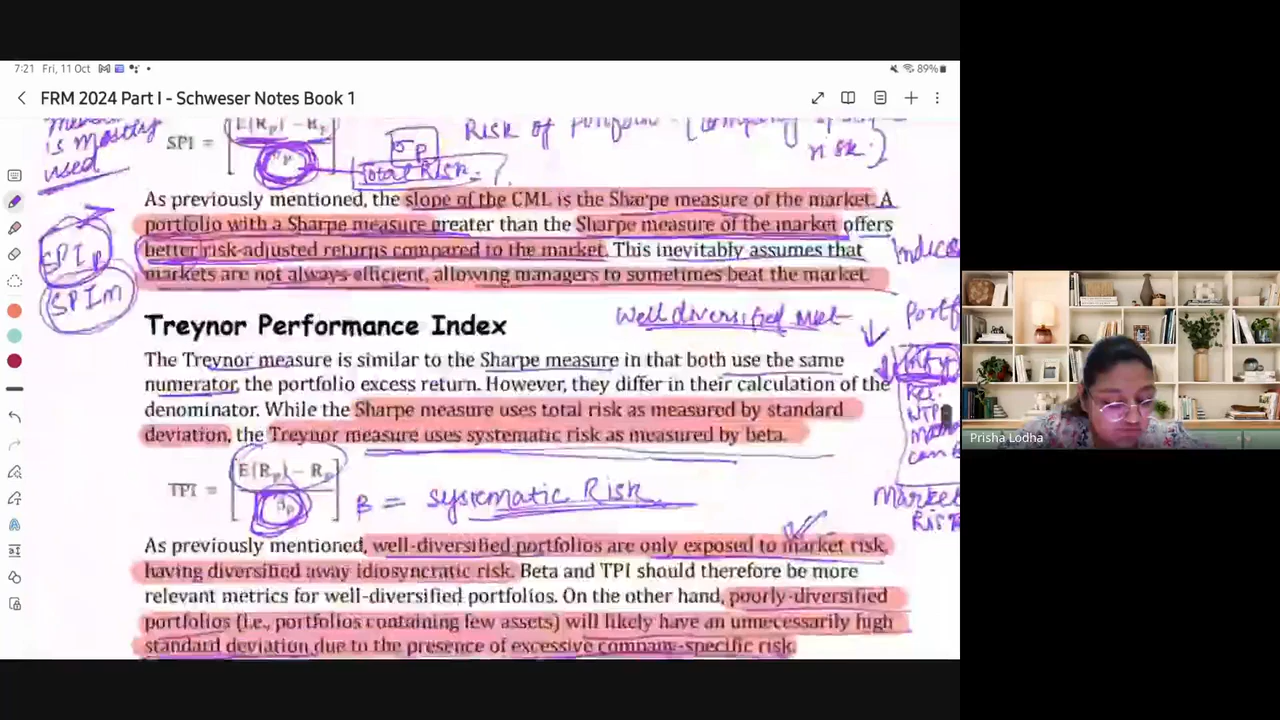 7:21 Fri, 11 Oct 89%
FRM 2024 Part I - Schweser Notes Book 1
is mostly
used
SPI = E(Rp) − RF
σp
Total Risk.
Risk of portfolio
risk.
As previously mentioned, the slope of the CML is the Sharpe measure of the market. A
portfolio with a Sharpe measure greater than the Sharpe measure of the market offers
better risk-adjusted returns compared to the market. This inevitably assumes that
markets are not always efficient, allowing managers to sometimes beat the market.
SPIp
SPIm
Treynor Performance Index
Well diversified
The Treynor measure is similar to the Sharpe measure in that both use the same
numerator, the portfolio excess return. However, they differ in their calculation of the
denominator. While the Sharpe measure uses total risk as measured by standard
deviation, the Treynor measure uses systematic risk as measured by beta.
TPI = E(Rp) − RF
β = systematic Risk
Market
Risk
As previously mentioned, well-diversified portfolios are only exposed to market risk,
having diversified away idiosyncratic risk. Beta and TPI should therefore be more
relevant metrics for well-diversified portfolios. On the other hand, poorly-diversified
portfolios (i.e., portfolios containing few assets) will likely have an unnecessarily high
standard deviation due to the presence of excessive company-specific risk.
Prisha Lodha